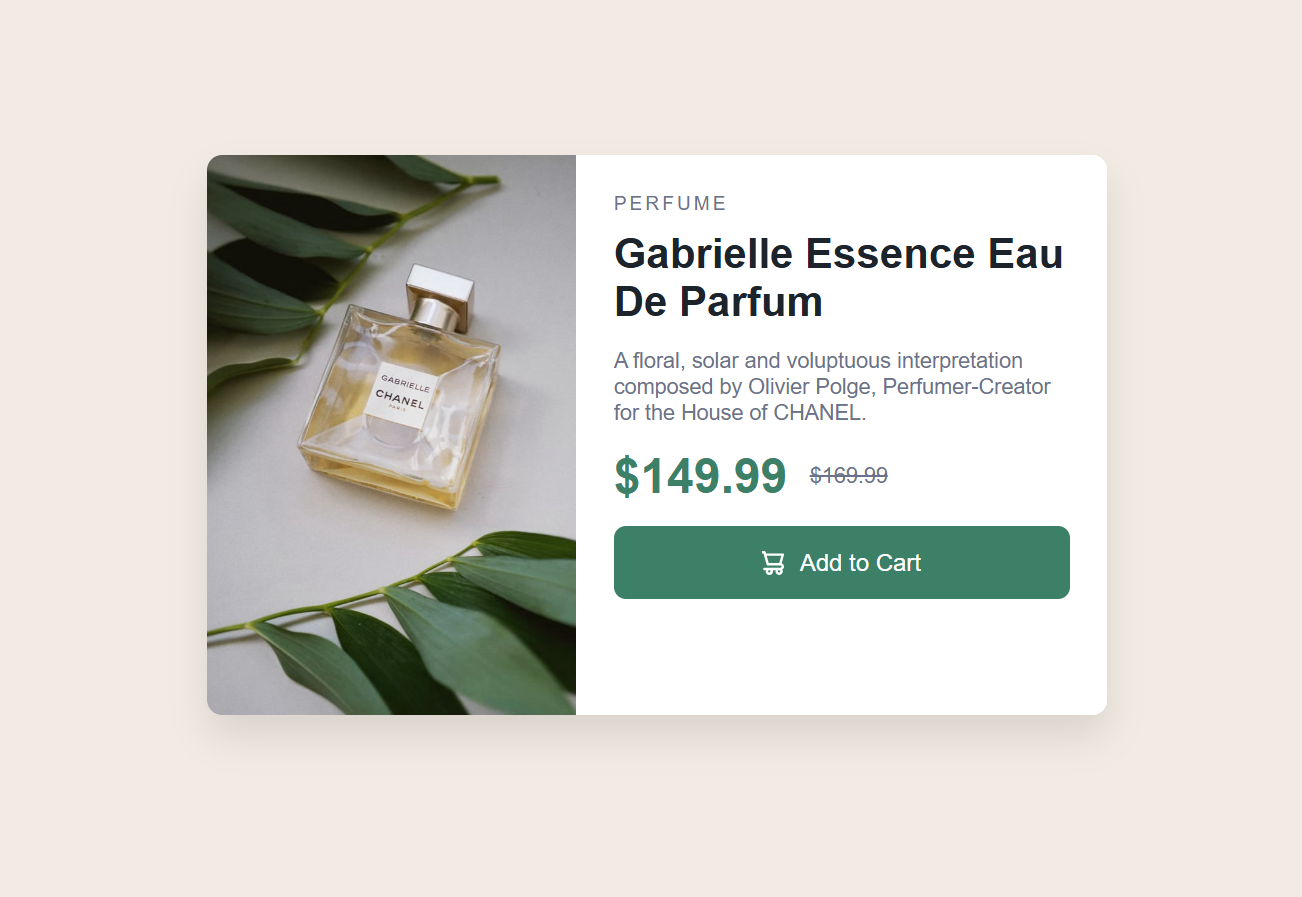 GABRIELLE
CHANEL
PARIS
PERFUME
Gabrielle Essence Eau
De Parfum
A floral, solar and voluptuous interpretation
composed by Olivier Polge, Perfumer-Creator
for the House of CHANEL.
$149.99 $169.99
Add to Cart